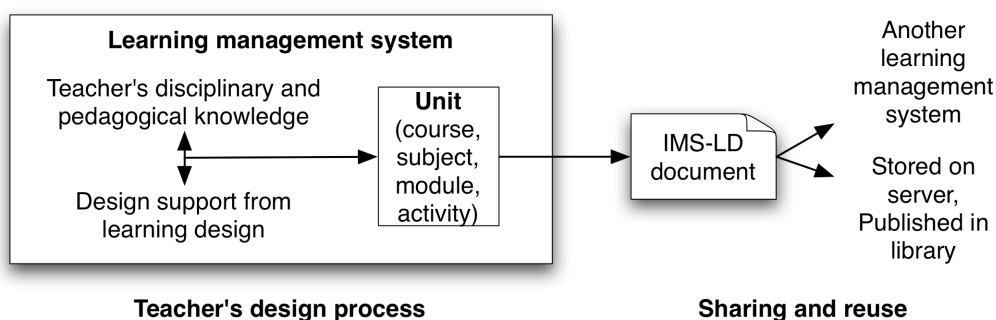 Learning management system
Teacher's disciplinary and
pedagogical knowledge
Design support from
learning design
Unit
(course,
subject,
module,
activity)
IMS-LD
document
Another
learning
management
system
Stored on
server,
Published in
library
Teacher's design process
Sharing and reuse